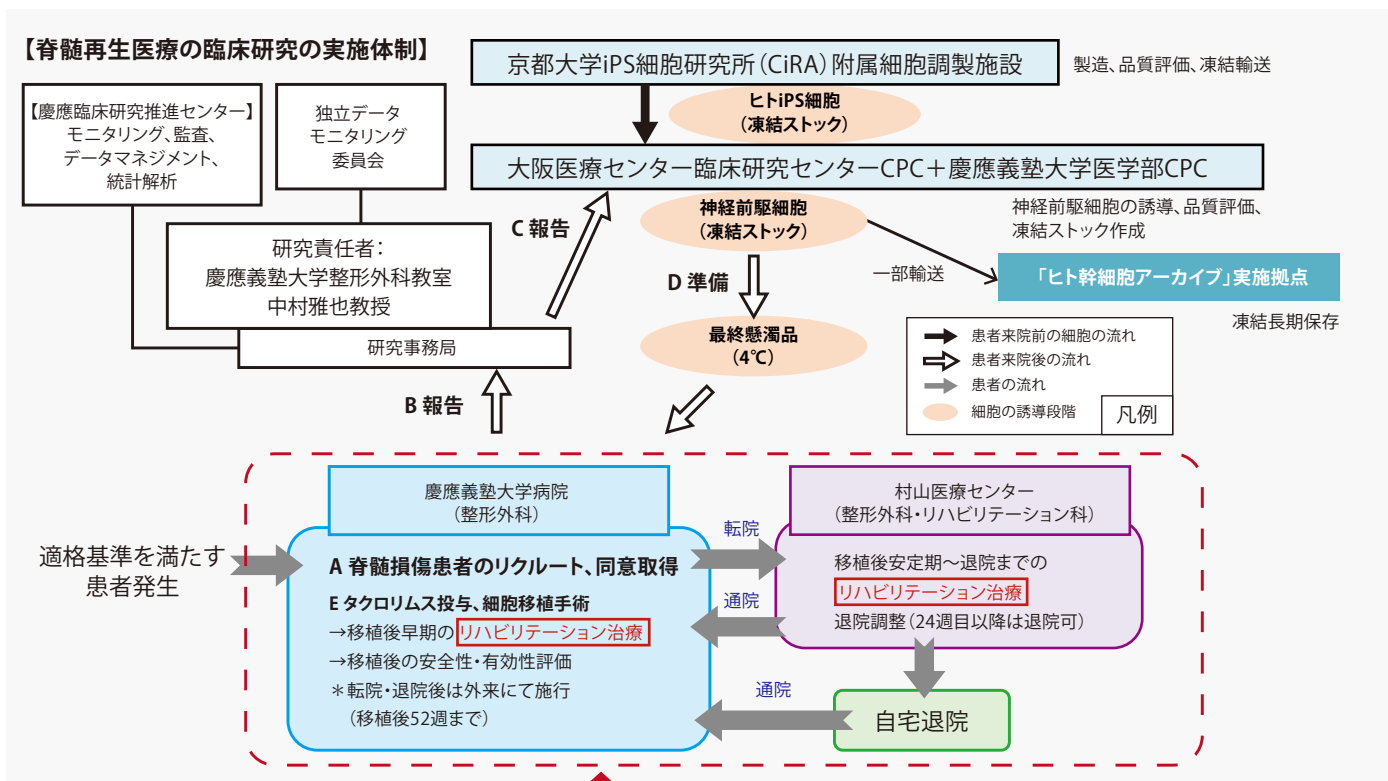 【脊髄再生医療の臨床研究の実施体制】
京都大学iPS細胞研究所(CiRA)附属細胞調製施設
製造、品質評価、凍結輸送
【慶應臨床研究推進センター】
モニタリング、監査、
データマネジメント、
統計解析
独立データ
モニタリング
委員会
ヒトiPS細胞
(凍結ストック)
大阪医療センター臨床研究センターCPC+慶應義塾大学医学部CPC
神経前駆細胞の誘導、品質評価、
凍結ストック作成
研究責任者:
慶應義塾大学整形外科教室
中村雅也教授
研究事務局
C 報告
神経前駆細胞
(凍結ストック)
一部輸送
「ヒト幹細胞アーカイブ」実施拠点
凍結長期保存
D 準備
最終懸濁品
(4℃)
患者来院前の細胞の流れ
患者来院後の流れ
患者の流れ
細胞の誘導段階
凡例
B 報告
適格基準を満たす
患者発生
慶應義塾大学病院
(整形外科)
A 脊髄損傷患者のリクルート、同意取得
E タクロリムス投与、細胞移植手術
→移植後早期のリハビリテーション治療
→移植後の安全性・有効性評価
*転院・退院後は外来にて施行
(移植後52週まで)
転院
通院
村山医療センター
(整形外科・リハビリテーション科)
移植後安定期~退院までの
リハビリテーション治療
退院調整(24週目以降は退院可)
通院
自宅退院